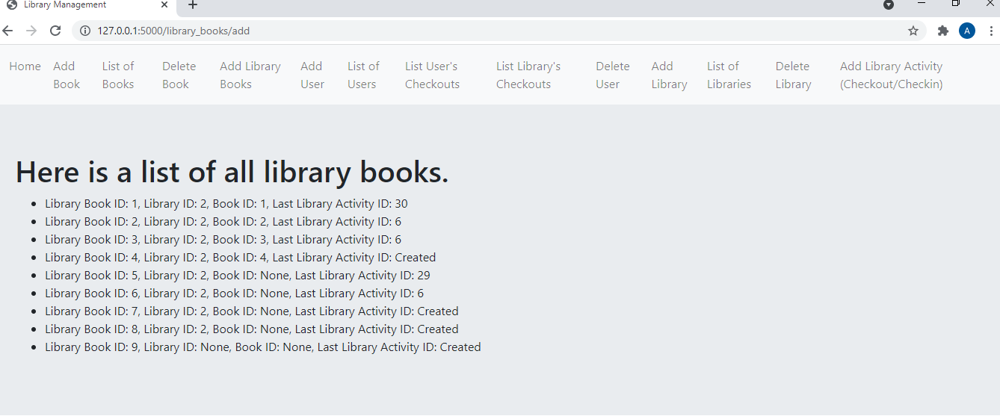 Library Management
127.0.0.1:5000/library_books/add
A
Home Add Book List of Books Delete Book Add Library Books Add User List of Users List User's Checkouts List Library's Checkouts Delete User Add Library List of Libraries Delete Library Add Library Activity (Checkout/Checkin)
Here is a list of all library books.
Library Book ID: 1, Library ID: 2, Book ID: 1, Last Library Activity ID: 30
Library Book ID: 2, Library ID: 2, Book ID: 2, Last Library Activity ID: 6
Library Book ID: 3, Library ID: 2, Book ID: 3, Last Library Activity ID: 6
Library Book ID: 4, Library ID: 2, Book ID: 4, Last Library Activity ID: Created
Library Book ID: 5, Library ID: 2, Book ID: None, Last Library Activity ID: 29
Library Book ID: 6, Library ID: 2, Book ID: None, Last Library Activity ID: 6
Library Book ID: 7, Library ID: 2, Book ID: None, Last Library Activity ID: Created
Library Book ID: 8, Library ID: 2, Book ID: None, Last Library Activity ID: Created
Library Book ID: 9, Library ID: None, Book ID: None, Last Library Activity ID: Created